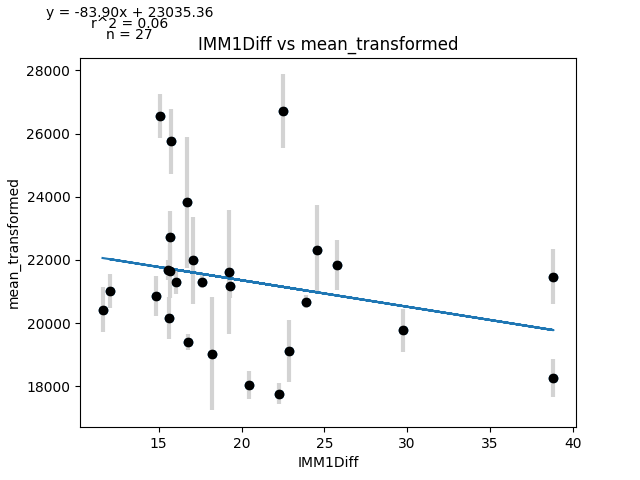 y = -83.90x + 23035.36
r^2 = 0.06
n = 27
IMM1Diff vs mean_transformed
28000
26000
24000
22000
20000
18000
mean_transformed
15 20 25 30 35 40
IMM1Diff